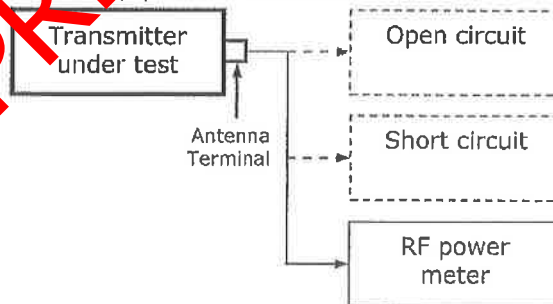 Transmitter
under test
Open circuit
Antenna
Terminal
Short circuit
RF power
meter